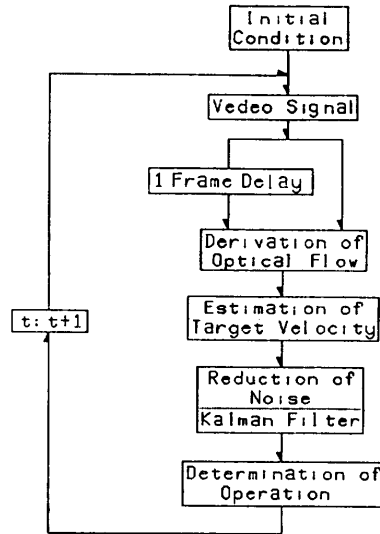 Initial
Condition
Vedeo Signal
1 Frame Delay
Derivation of
Optical Flow
Estimation of
Target Velocity
t: t+1
Reduction of
Noise
Kalman Filter
Determination of
Operation